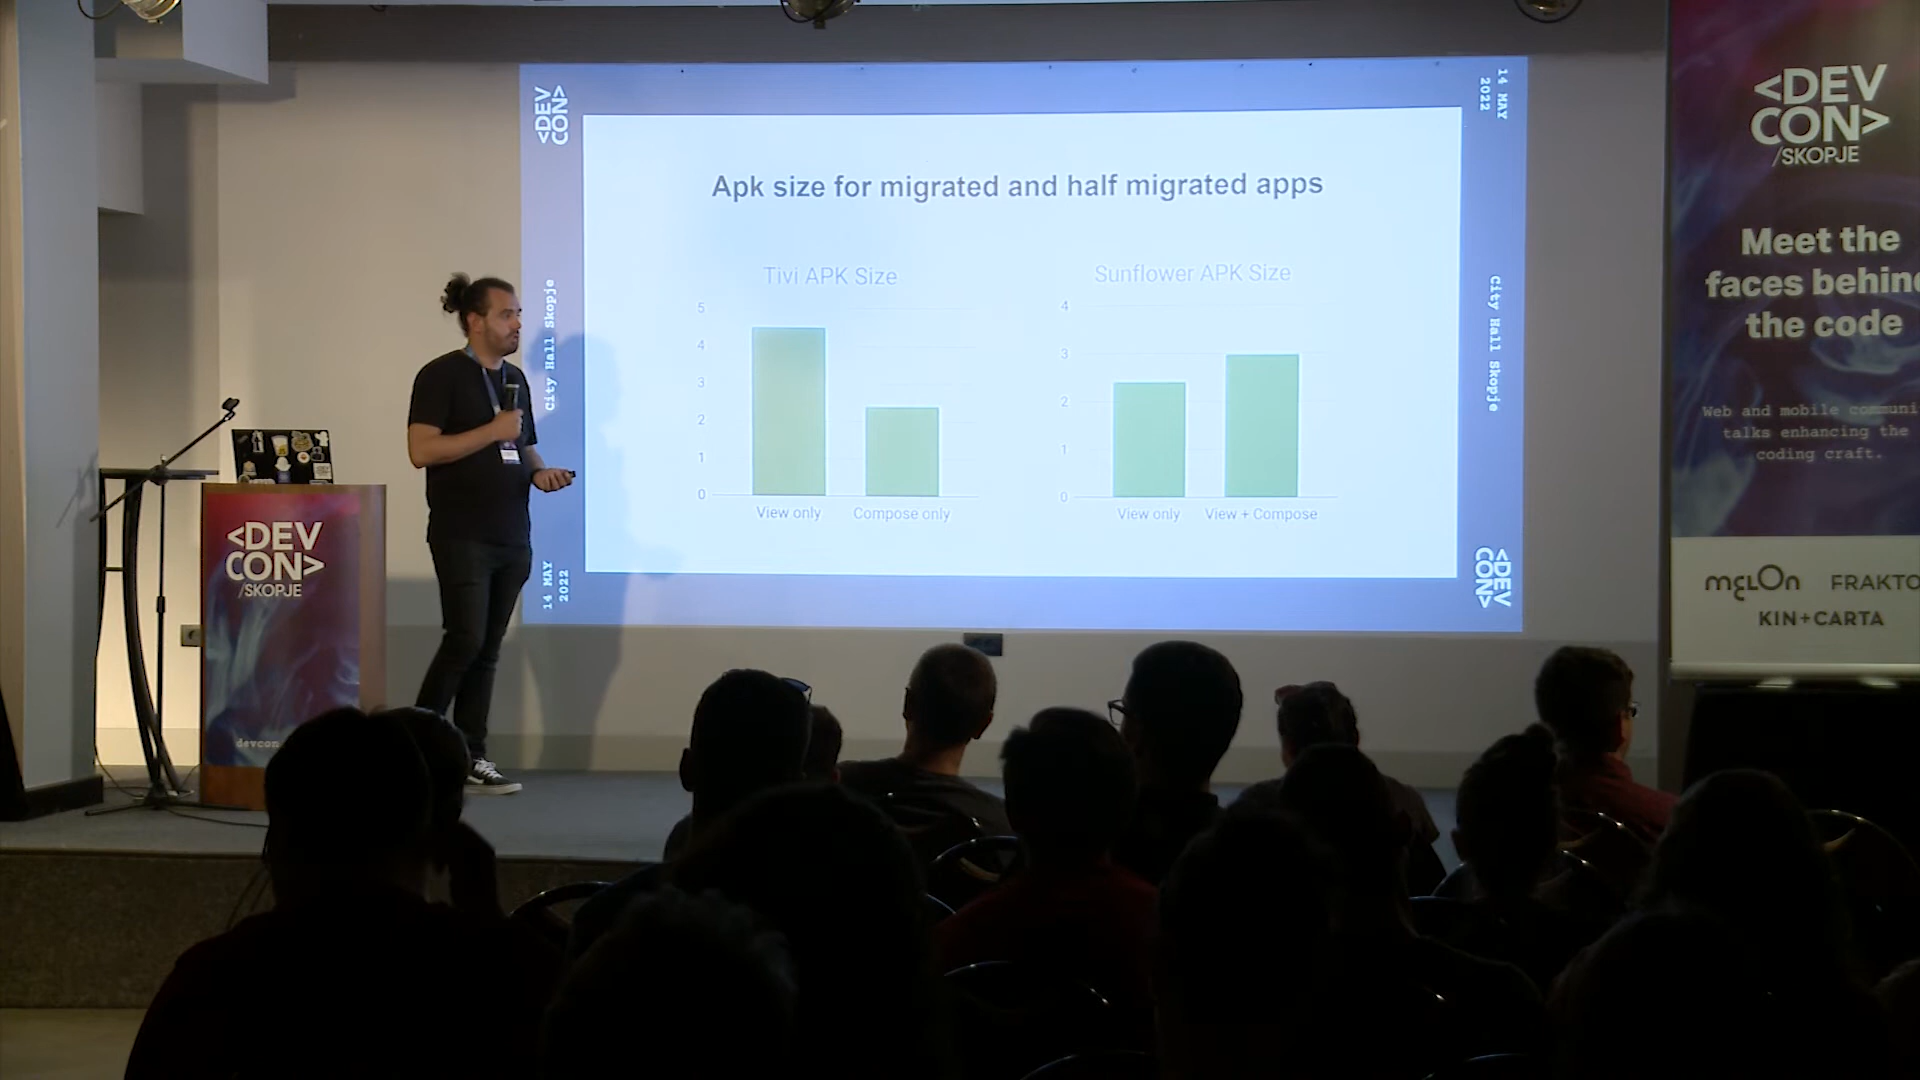 <DEV
CON>
14 MAY
2022
City Hall Skopje
Apk size for migrated and half migrated apps
Tivi APK Size
5
4
3
2
1
0
View only
Compose only
Sunflower APK Size
4
3
2
1
0
View only
View + Compose
City Hall Skopje
14 MAY
2022
<DEV
CON>
<DEV
CON>
/SKOPJE
devcon
<DEV
CON>
/SKOPJE
Meet the
faces behind
the code
Web and mobile communi
talks enhancing the
coding craft.
melon
FRAKTO
KIN+CARTA